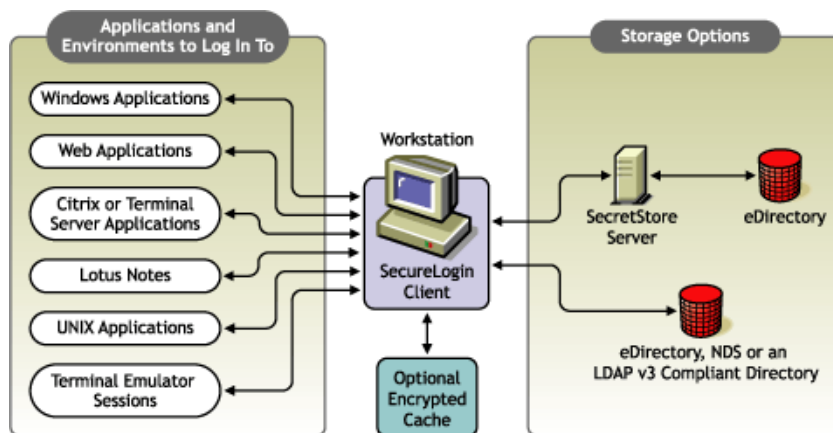 Applications and
Environments to Log In To
Windows Applications
Web Applications
Citrix or Terminal
Server Applications
Lotus Notes
UNIX Applications
Terminal Emulator
Sessions
Workstation
SecureLogin
Client
Optional
Encrypted
Cache
Storage Options
SecretStore
Server
eDirectory
eDirectory, NDS or an
LDAP v3 Compliant Directory